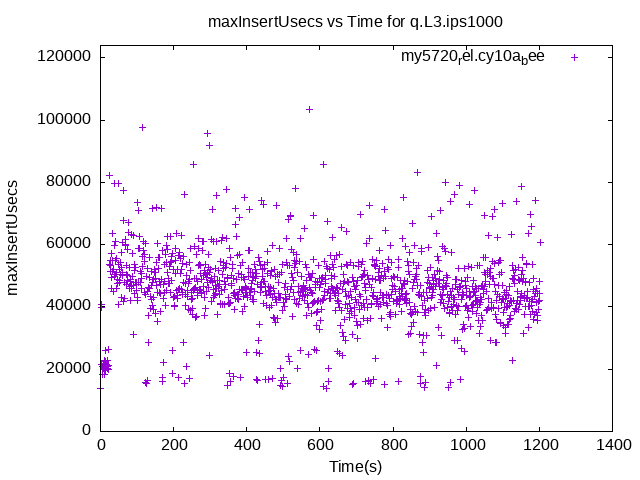 maxInsertUsecs vs Time for q.L3.ips1000
my5720rel.cy10abee
120000
100000
80000
60000
40000
20000
0
maxInsertUsecs
0 200 400 600 800 1000 1200 1400
Time(s)